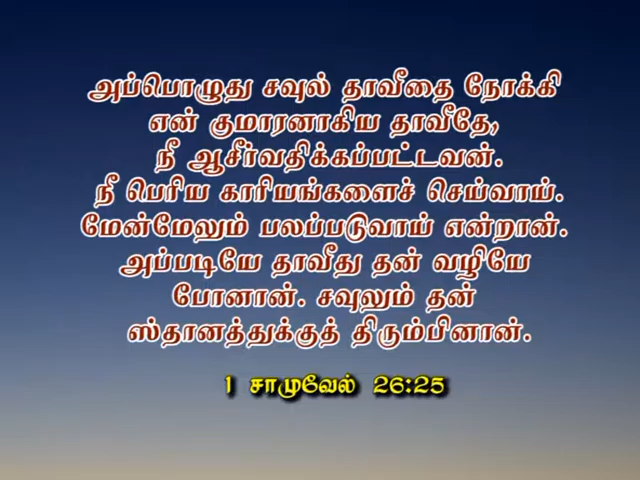 அப்பொழுது சவுல் தாவீதை நோக்கி
என் குமாரனாகிய தாவீதே,
நீ ஆசீர்வதிக்கப்பட்டவன்.
நீ பெரிய காரியங்களைச் செய்வாய்.
மேன்மேலும் பலப்படுவாய் என்றான்.
அப்படியே தாவீது தன் வழியே
போனான். சவுலும் தன்
ஸ்தானத்துக்குத் திரும்பினான்.
1 சாமுவேல் 26:25